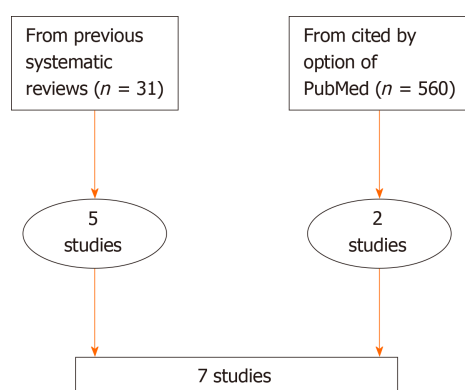 From previous
systematic
reviews (n = 31)
From cited by
option of
PubMed (n = 560)
5
studies
2
studies
7 studies